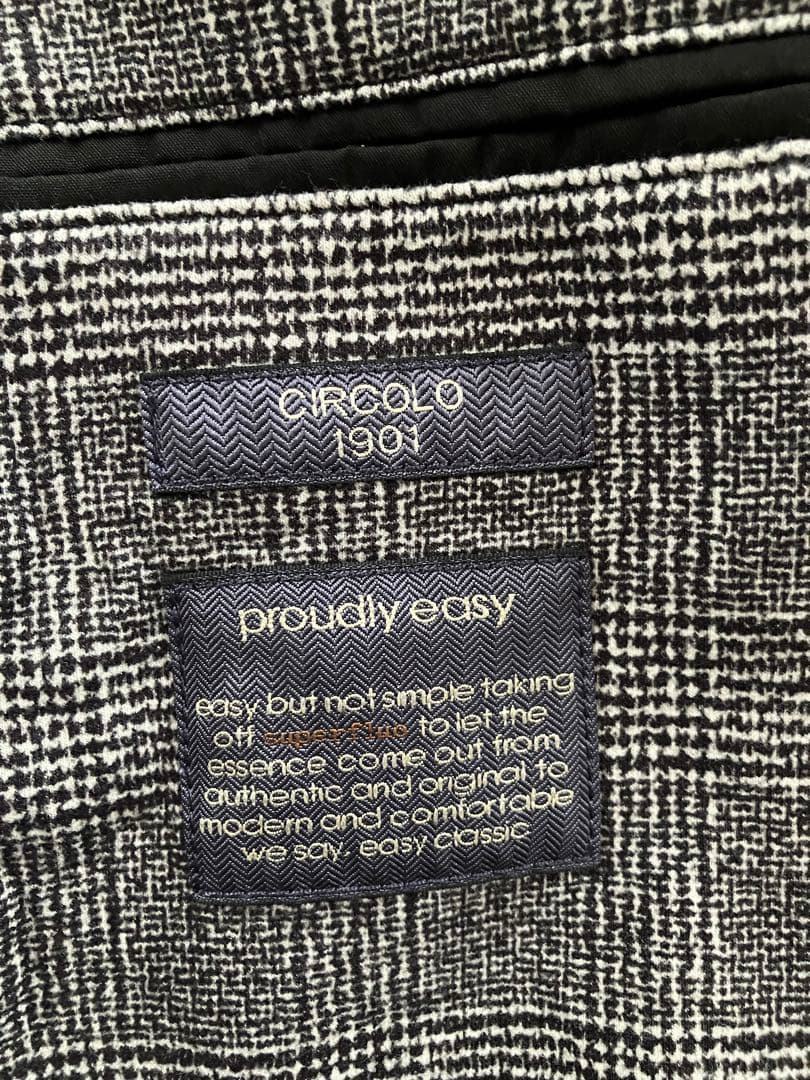 CIRCOLO
1901
proudly easy
easy but not simple taking
off superfluo to let the
essence come out from
authentic and original to
modern and comfortable
we say, easy classic